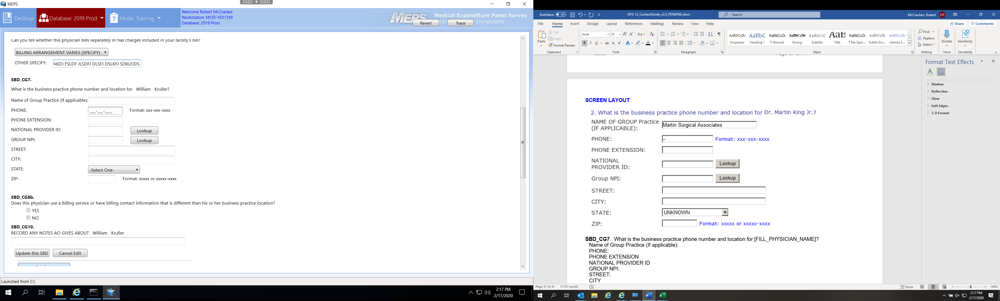 MEPS
Desktop
Database: 2019 Prod
Mode: Training
Welcome Robert McCracker
Workstation: MOD-VDI1399
Database: 2019 Prod
MEPS
Medical Expenditure Panel Survey
Component
Revert
Trace
Can you tell whether this physician bills separately or has charges included in your facility's bill?
BILLING ARRANGEMENT VARIES (SPECIFY)
OTHER SPECIFY: AKDJ FSLDF JLSDFJ DLSFJ DSLKFJ SDKLFJDS
SBD_CG7.
What is the business practice phone number and location for William Kruller?
Name of Group Practice (If applicable):
PHONE: ___-___-____ Format: xxx-xxx-xxxx
PHONE EXTENSION:
NATIONAL PROVIDER ID: Lookup
GROUP NPI: Lookup
STREET:
CITY:
STATE: -Select One-
ZIP: Format: xxxxx or xxxxx-xxxx
SBD_CG8b.
Does this physician use a billing service or have billing contact information that is different than his or her business practice location?
YES
NO
SBD_CG10.
RECORD ANY NOTES AO GIVES ABOUT William Kruller
Update this SBD Cancel Edit
Launched from C:\
2:17 PM
2/17/2020
AutoSave Off
OP3-12_ContactGuide_v2.2_PENDING.docx
Search
McCracken, Robert MR
File Home Insert Design Layout References Mailings Review View Help
Share Comments
Paste
Cut
Copy
Format Painter
Clipboard
Arial 10
Font
Paragraph
AaBbCcDc AaBbC AaBbCcDı AaBbCcDd AaBbCcD AaB AaBbCcDı AaBbCcDc AaBbCcDc
Emphasis Heading 1 ¶ Normal Strong Subtitle Title ¶ No Spac... Subtle Em... Intense E...
Styles
Find
Replace
Select
Editing
Dictate
Voice
Sensitivity
Sensitivity
SCREEN LAYOUT
2. What is the business practice phone number and location for Dr. Martin King Jr.?
NAME OF GROUP Practice
(IF APPLICABLE): Martin Surgical Associates
PHONE: -- Format: xxx-xxx-xxxx
PHONE EXTENSION:
NATIONAL
PROVIDER ID: Lookup
Group NPI: Lookup
STREET:
CITY:
STATE: UNKNOWN
ZIP: Format: xxxxx or xxxxx-xxxx
SBD_CG7. What is the business practice phone number and location for [FILL_PHYSICIAN_NAME]?
Name of Group Practice (If applicable):
PHONE:
PHONE EXTENSION
NATIONAL PROVIDER ID
GROUP NPI:
STREET:
CITY
Format Text Effects
Shadow
Reflection
Glow
Soft Edges
3-D Format
Page 37 of 41 11727 words
Focus
140%
2:17 PM
2/17/2020